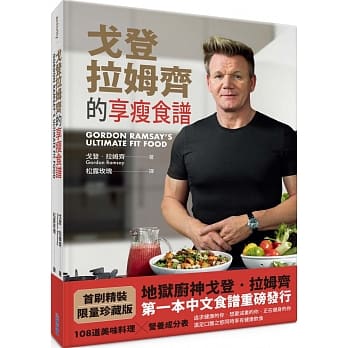 戈登拉姆齊的享瘦食譜
戈登
拉姆齊
的享瘦食譜
GORDON RAMSAY'S
ULTIMATE FIT FOOD
戈登・拉姆齊 著
Gordon Ramsay
松露玫瑰 譯
首刷精裝
限量珍藏版
108道美味料理×營養成分表
地獄廚神戈登・拉姆齊
第一本中文食譜重磅發行